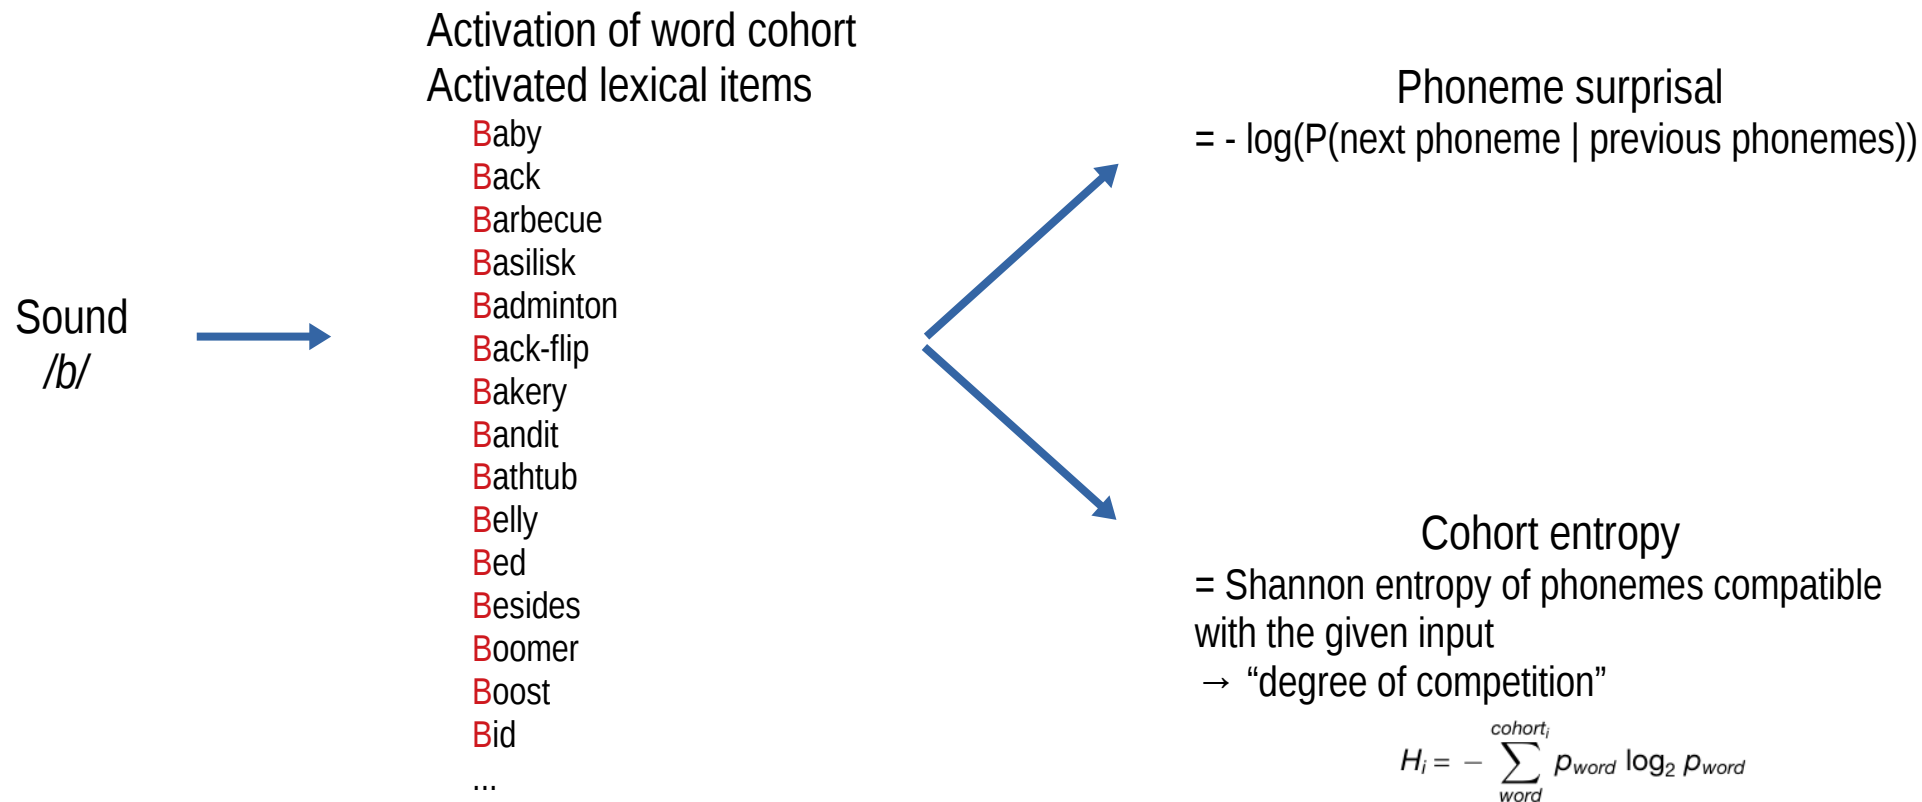 Sound
/b/
Activation of word cohort
Activated lexical items
Baby
Back
Barbecue
Basilisk
Badminton
Back-flip
Bakery
Bandit
Bathtub
Belly
Bed
Besides
Boomer
Boost
Bid
...
Phoneme surprisal
= - log(P(next phoneme | previous phonemes))
Cohort entropy
= Shannon entropy of phonemes compatible
with the given input
→ “degree of competition”
cohort_i
H_i = − ∑ p_word log₂ p_word
word